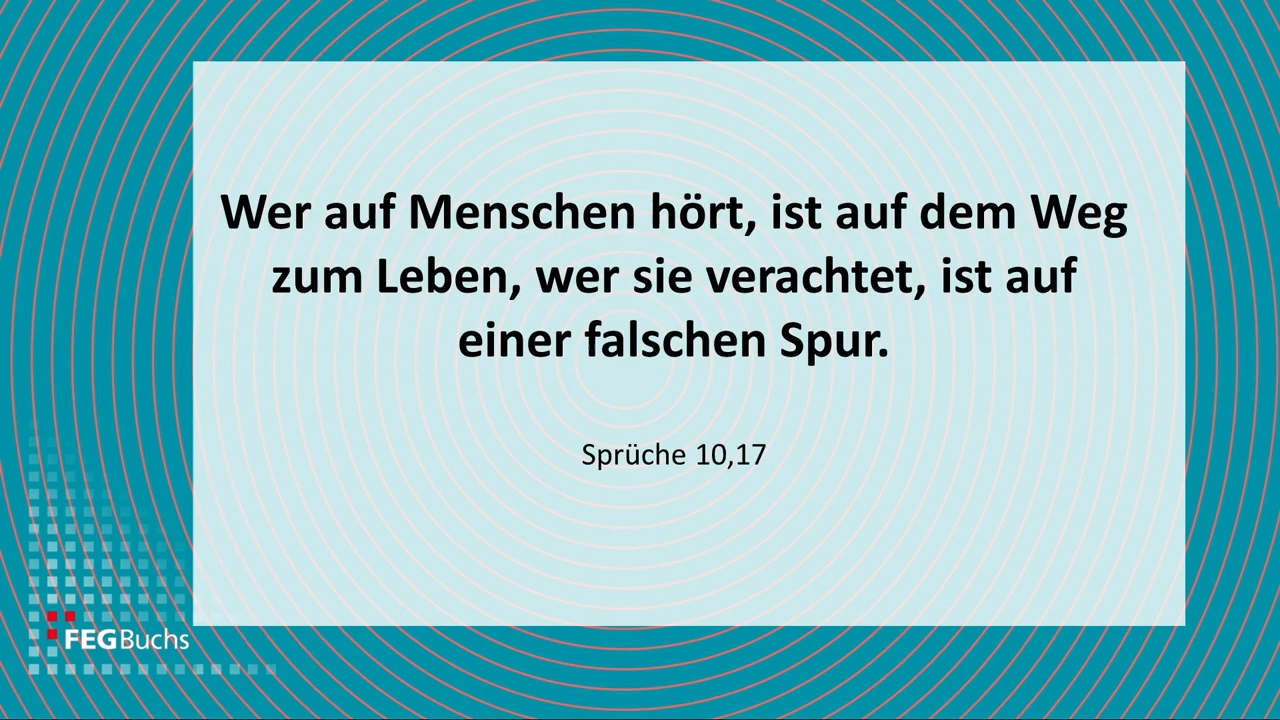 Wer auf Menschen hört, ist auf dem Weg
zum Leben, wer sie verachtet, ist auf
einer falschen Spur.
Sprüche 10,17
FEGBuchs